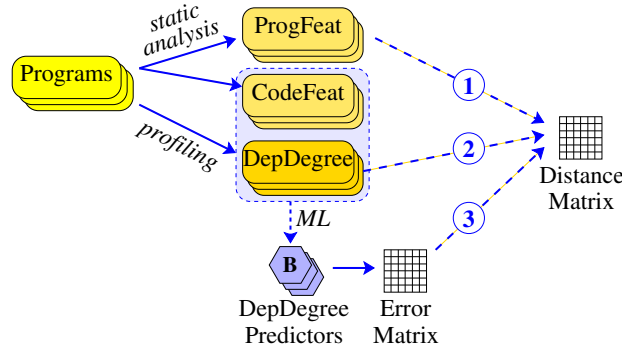 static
analysis
ProgFeat
Programs
CodeFeat
1
profiling
DepDegree
2
Distance
Matrix
3
ML
B
DepDegree
Predictors
Error
Matrix